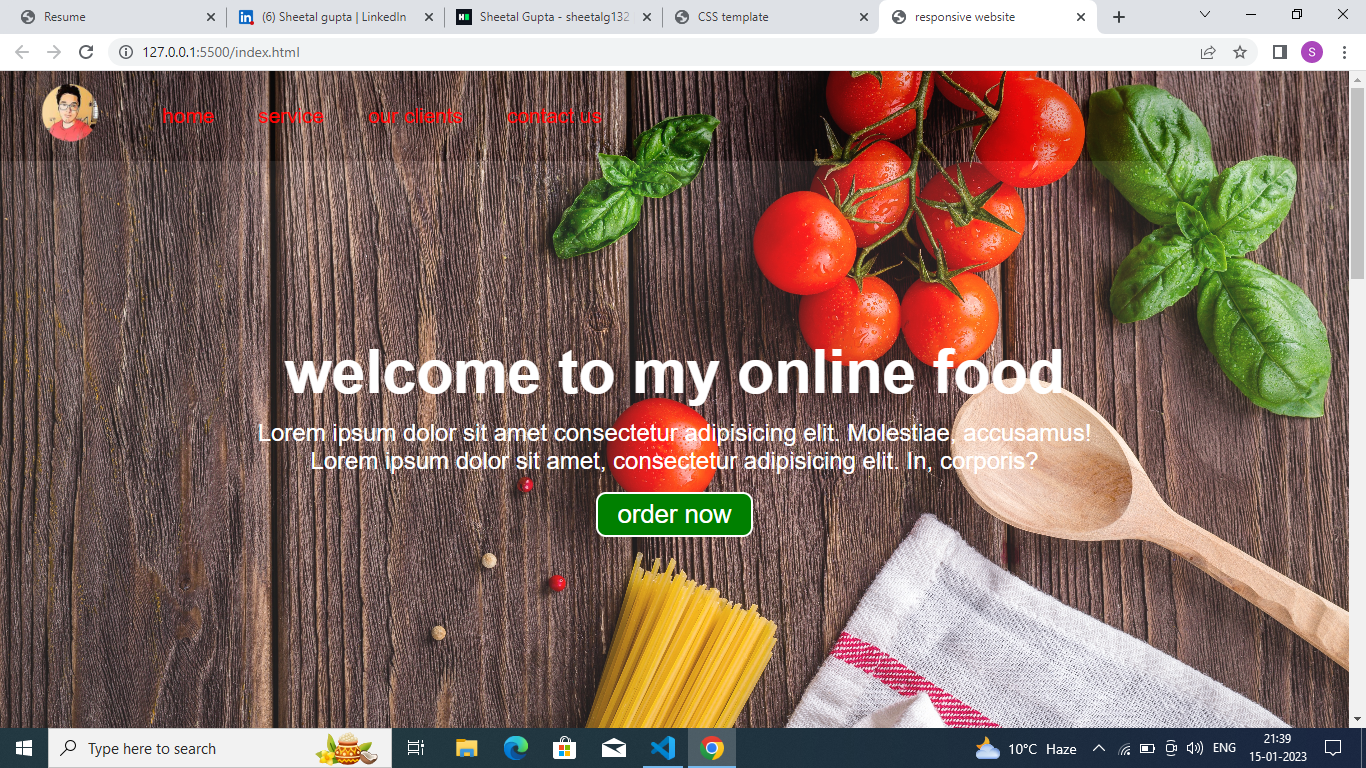 Resume
(6) Sheetal gupta | LinkedIn
Sheetal Gupta - sheetalg132
CSS template
responsive website
127.0.0.1:5500/index.html
S
home service our clients contact us
welcome to my online food
Lorem ipsum dolor sit amet consectetur adipisicing elit. Molestiae, accusamus!
Lorem ipsum dolor sit amet, consectetur adipisicing elit. In, corporis?
order now
Type here to search
10°C Haze
ENG
21:39
15-01-2023